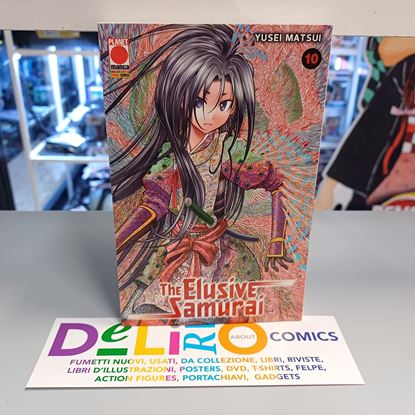 YUSEI MATSUI
PLANET
manga
10
The Elusive
Samurai
DeLiRO ABOUT COMICS
FUMETTI NUOVI, USATI, DA COLLEZIONE, LIBRI, RIVISTE,
LIBRI D'ILLUSTRAZIONI, POSTERS, DVD, T-SHIRTS, FELPE,
ACTION FIGURES, PORTACHIAVI, GADGETS